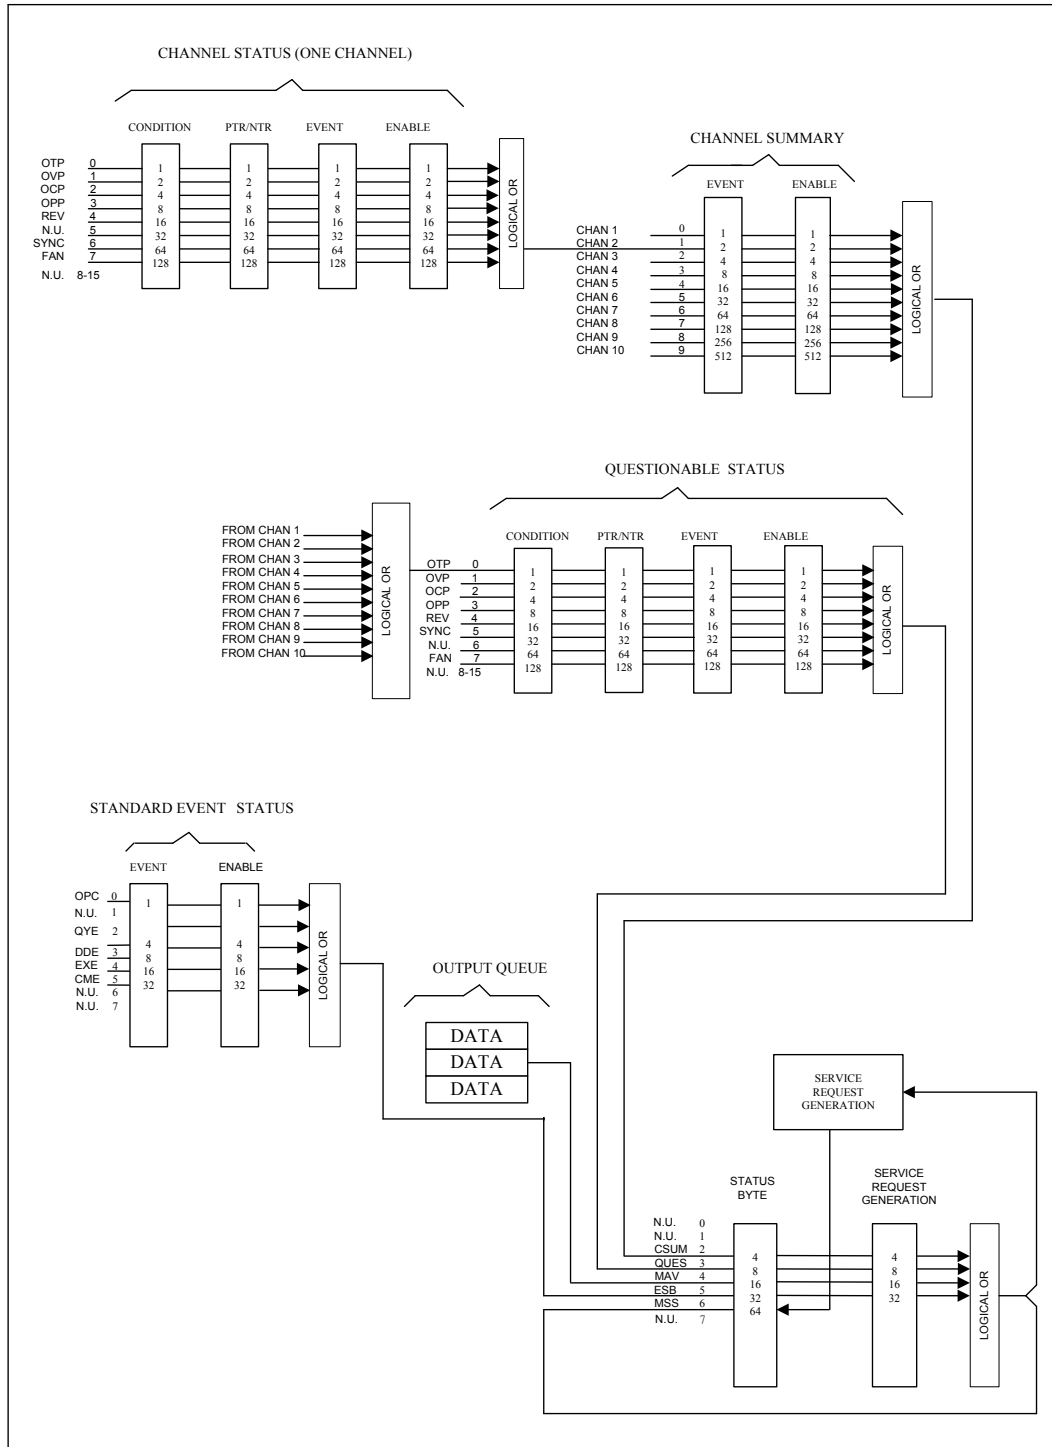 CHANNEL STATUS (ONE CHANNEL)
CONDITION PTR/NTR EVENT ENABLE
OTP 0 1 1 1 1
OVP 1 2 2 2 2
OCP 2 4 4 4 4
OPP 3 8 8 8 8
REV 4 16 16 16 16
N.U. 5 32 32 32 32
SYNC 6 64 64 64 64
FAN 7 128 128 128 128
N.U. 8-15
LOGICAL OR
CHANNEL SUMMARY
EVENT ENABLE
CHAN 1 0 1 1
CHAN 2 1 2 2
CHAN 3 2 4 4
CHAN 4 3 8 8
CHAN 5 4 16 16
CHAN 6 5 32 32
CHAN 7 6 64 64
CHAN 8 7 128 128
CHAN 9 8 256 256
CHAN 10 9 512 512
LOGICAL OR
QUESTIONABLE STATUS
FROM CHAN 1
FROM CHAN 2
FROM CHAN 3
FROM CHAN 4
FROM CHAN 5
FROM CHAN 6
FROM CHAN 7
FROM CHAN 8
FROM CHAN 9
FROM CHAN 10
LOGICAL OR
CONDITION PTR/NTR EVENT ENABLE
OTP 0 1 1 1 1
OVP 1 2 2 2 2
OCP 2 4 4 4 4
OPP 3 8 8 8 8
REV 4 16 16 16 16
SYNC 5 32 32 32 32
N.U. 6 64 64 64 64
FAN 7 128 128 128 128
N.U. 8-15
LOGICAL OR
STANDARD EVENT STATUS
EVENT ENABLE
OPC 0 1 1
N.U. 1
QYE 2 4 4
DDE 3 8 8
EXE 4 16 16
CME 5 32 32
N.U. 6
N.U. 7
LOGICAL OR
OUTPUT QUEUE
DATA
DATA
DATA
SERVICE
REQUEST
GENERATION
STATUS
BYTE
SERVICE
REQUEST
GENERATION
N.U. 0
N.U. 1
CSUM 2 4 4
QUES 3 8 8
MAV 4 16 16
ESB 5 32 32
MSS 6 64
N.U. 7
LOGICAL OR